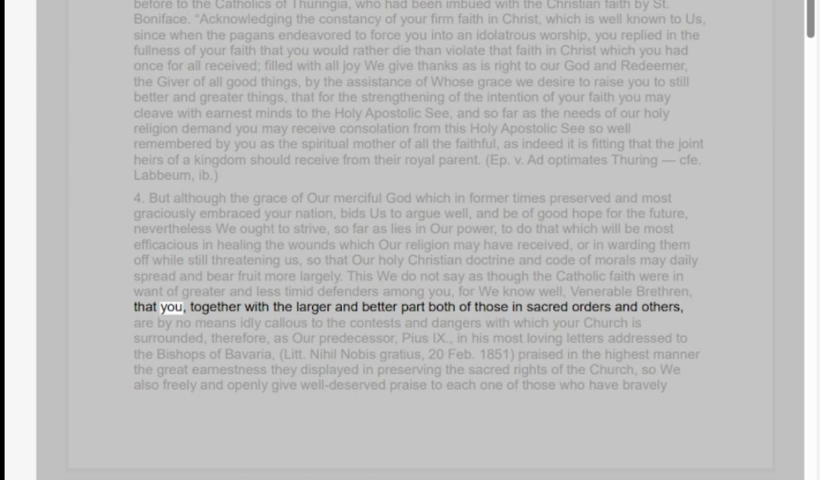 before to the Catholics of Thuringia, who had been imbued with the Christian faith by St.
Boniface. “Acknowledging the constancy of your firm faith in Christ, which is well known to Us,
since when the pagans endeavored to force you into an idolatrous worship, you replied in the
fullness of your faith that you would rather die than violate that faith in Christ which you had
once for all received; filled with all joy We give thanks as is right to our God and Redeemer,
the Giver of all good things, by the assistance of Whose grace we desire to raise you to still
better and greater things, that for the strengthening of the intention of your faith you may
cleave with earnest minds to the Holy Apostolic See, and so far as the needs of our holy
religion demand you may receive consolation from this Holy Apostolic See so well
remembered by you as the spiritual mother of all the faithful, as indeed it is fitting that the joint
heirs of a kingdom should receive from their royal parent. (Ep. v. Ad optimates Thuring — cfe.
Labbeum, ib.)
4. But although the grace of Our merciful God which in former times preserved and most
graciously embraced your nation, bids Us to argue well, and be of good hope for the future,
nevertheless We ought to strive, so far as lies in Our power, to do that which will be most
efficacious in healing the wounds which Our religion may have received, or in warding them
off while still threatening us, so that Our holy Christian doctrine and code of morals may daily
spread and bear fruit more largely. This We do not say as though the Catholic faith were in
want of greater and less timid defenders among you, for We know well, Venerable Brethren,
that you, together with the larger and better part both of those in sacred orders and others,
are by no means idly callous to the contests and dangers with which your Church is
surrounded, therefore, as Our predecessor, Pius IX., in his most loving letters addressed to
the Bishops of Bavaria, (Litt. Nihil Nobis gratius, 20 Feb. 1851) praised in the highest manner
the great earnestness they displayed in preserving the sacred rights of the Church, so We
also freely and openly give well-deserved praise to each one of those who have bravely